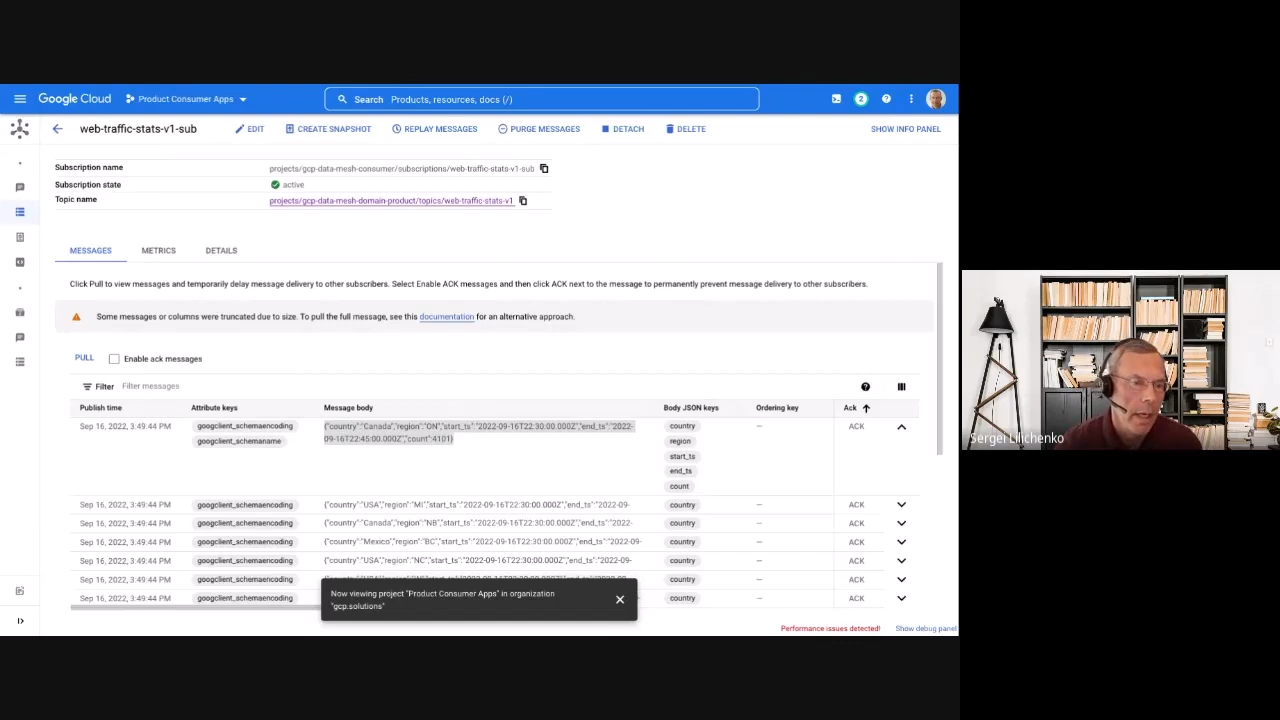 Google Cloud Product Consumer Apps Search Products, resources, docs (/) 2
web-traffic-stats-v1-sub EDIT CREATE SNAPSHOT REPLAY MESSAGES PURGE MESSAGES DETACH DELETE SHOW INFO PANEL
Subscription name projects/gcp-data-mesh-consumer/subscriptions/web-traffic-stats-v1-sub
Subscription state active
Topic name projects/gcp-data-mesh-domain-product/topics/web-traffic-stats-v1
MESSAGES METRICS DETAILS
Click Pull to view messages and temporarily delay message delivery to other subscribers. Select Enable ACK messages and then click ACK next to the message to permanently prevent message delivery to other subscribers.
Some messages or columns were truncated due to size. To pull the full message, see this documentation for an alternative approach.
PULL Enable ack messages
Filter Filter messages
Publish time Attribute keys Message body Body JSON keys Ordering key Ack
Sep 16, 2022, 3:49:44 PM googclient_schemaencoding {"country":"Canada","region":"ON","start_ts":"2022-09-16T22:30:00.000Z","end_ts":"2022- country — ACK
googclient_schemaname 09-16T22:45:00.000Z","count":4101} region
start_ts
end_ts
count
Sep 16, 2022, 3:49:44 PM googclient_schemaencoding {"country":"USA","region":"MI","start_ts":"2022-09-16T22:30:00.000Z","end_ts":"2022-09- country — ACK
Sep 16, 2022, 3:49:44 PM googclient_schemaencoding {"country":"Canada","region":"NB","start_ts":"2022-09-16T22:30:00.000Z","end_ts":"2022- country — ACK
Sep 16, 2022, 3:49:44 PM googclient_schemaencoding {"country":"Mexico","region":"BC","start_ts":"2022-09-16T22:30:00.000Z","end_ts":"2022-09- country — ACK
Sep 16, 2022, 3:49:44 PM googclient_schemaencoding {"country":"USA","region":"NC","start_ts":"2022-09-16T22:30:00.000Z","end_ts":"2022-09- country — ACK
Sep 16, 2022, 3:49:44 PM googclient_schemaencoding country — ACK
Sep 16, 2022, 3:49:44 PM googclient_schemaencoding country — ACK
Now viewing project "Product Consumer Apps" in organization
"gcp.solutions"
Performance issues detected! Show debug panel
Sergei Lilichenko